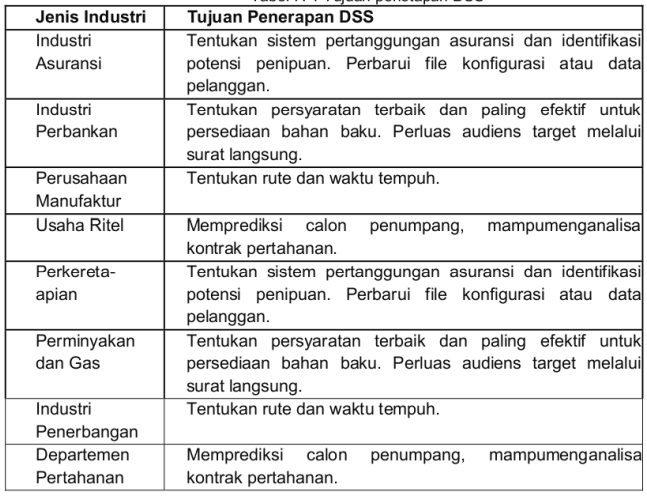 Jenis Industri Tujuan Penerapan DSS
Industri Asuransi
Tentukan sistem pertanggungan asuransi dan identifikasi
potensi penipuan. Perbarui file konfigurasi atau data
pelanggan.
Industri Perbankan
Tentukan persyaratan terbaik dan paling efektif untuk
persediaan bahan baku. Perluas audiens target melalui
surat langsung.
Perusahaan Manufaktur
Tentukan rute dan waktu tempuh.
Usaha Ritel
Memprediksi calon penumpang, mampumenganalisa
kontrak pertahanan.
Perkereta-
apian
Tentukan sistem pertanggungan asuransi dan identifikasi
potensi penipuan. Perbarui file konfigurasi atau data
pelanggan.
Perminyakan
dan Gas
Tentukan persyaratan terbaik dan paling efektif untuk
persediaan bahan baku. Perluas audiens target melalui
surat langsung.
Industri
Penerbangan
Tentukan rute dan waktu tempuh.
Departemen
Pertahanan
Memprediksi calon penumpang, mampumenganalisa
kontrak pertahanan.